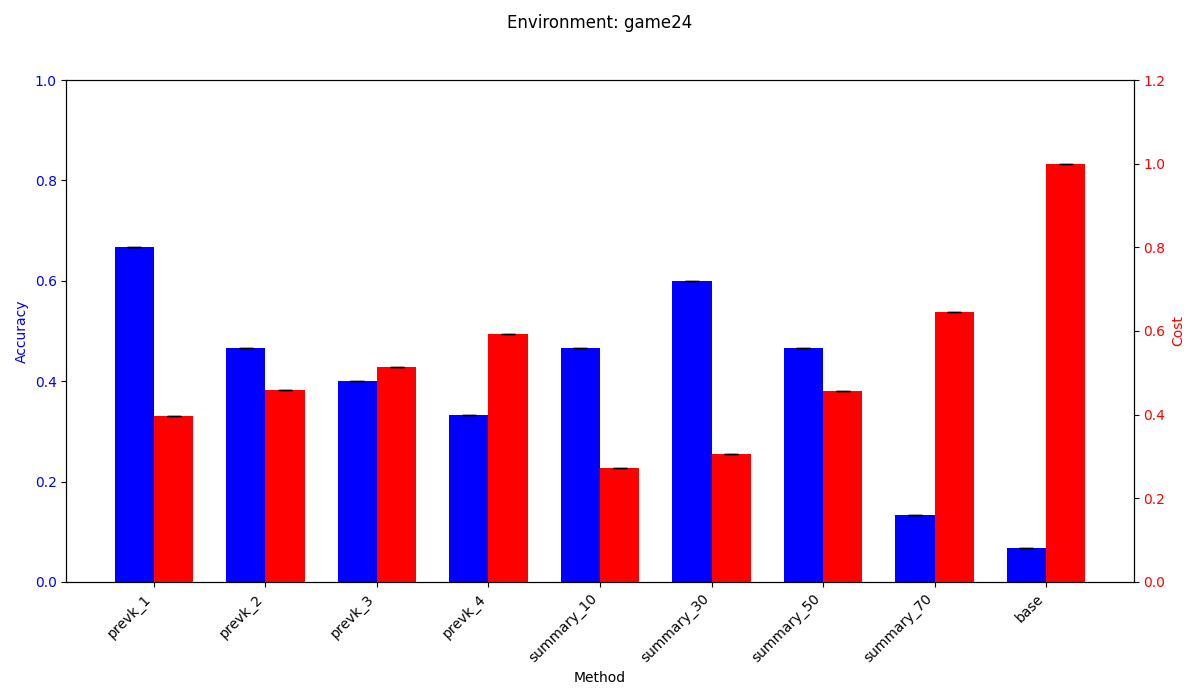 Environment: game24
1.0
0.8
0.6
0.4
0.2
0.0
Accuracy
1.2
1.0
0.8
0.6
0.4
0.2
0.0
Cost
prevk_1
prevk_2
prevk_3
prevk_4
summary_10
summary_30
summary_50
summary_70
base
Method